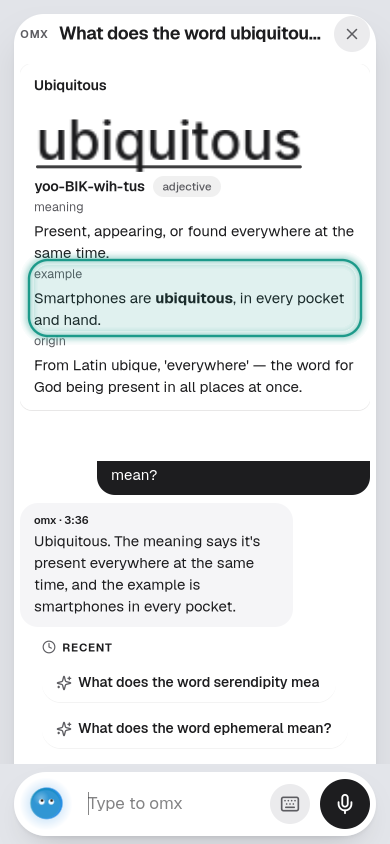 OMX What does the word ubiquitou...
Ubiquitous
ubiquitous
yoo-BIK-wih-tus adjective
meaning
Present, appearing, or found everywhere at the
same time.
example
Smartphones are ubiquitous, in every pocket
and hand.
origin
From Latin ubique, 'everywhere' — the word for
God being present in all places at once.
mean?
omx · 3:36
Ubiquitous. The meaning says it's
present everywhere at the same
time, and the example is
smartphones in every pocket.
RECENT
What does the word serendipity mea
What does the word ephemeral mean?
Type to omx